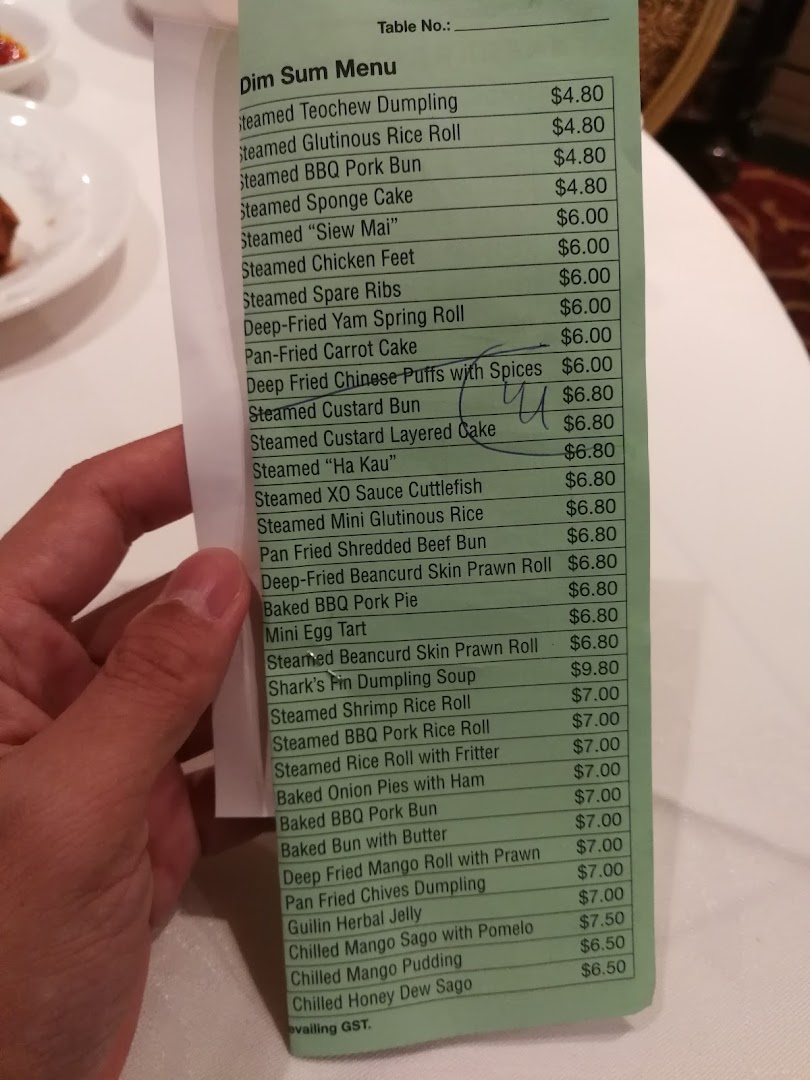 Table No.:
Dim Sum Menu
Steamed Teochew Dumpling $4.80
Steamed Glutinous Rice Roll $4.80
Steamed BBQ Pork Bun $4.80
Steamed Sponge Cake $4.80
Steamed “Siew Mai” $6.00
Steamed Chicken Feet $6.00
Steamed Spare Ribs $6.00
Deep-Fried Yam Spring Roll $6.00
Pan-Fried Carrot Cake $6.00
Deep Fried Chinese Puffs with Spices $6.00
Steamed Custard Bun $6.80
Steamed Custard Layered Cake $6.80
Steamed “Ha Kau” $6.80
Steamed XO Sauce Cuttlefish $6.80
Steamed Mini Glutinous Rice $6.80
Pan Fried Shredded Beef Bun $6.80
Deep-Fried Beancurd Skin Prawn Roll $6.80
Baked BBQ Pork Pie $6.80
Mini Egg Tart $6.80
Steamed Beancurd Skin Prawn Roll $6.80
Shark's Fin Dumpling Soup $9.80
Steamed Shrimp Rice Roll $7.00
Steamed BBQ Pork Rice Roll $7.00
Steamed Rice Roll with Fritter $7.00
Baked Onion Pies with Ham $7.00
Baked BBQ Pork Bun $7.00
Baked Bun with Butter $7.00
Deep Fried Mango Roll with Prawn $7.00
Pan Fried Chives Dumpling $7.00
Guilin Herbal Jelly $7.00
Chilled Mango Sago with Pomelo $7.50
Chilled Mango Pudding $6.50
Chilled Honey Dew Sago $6.50
evailing GST.